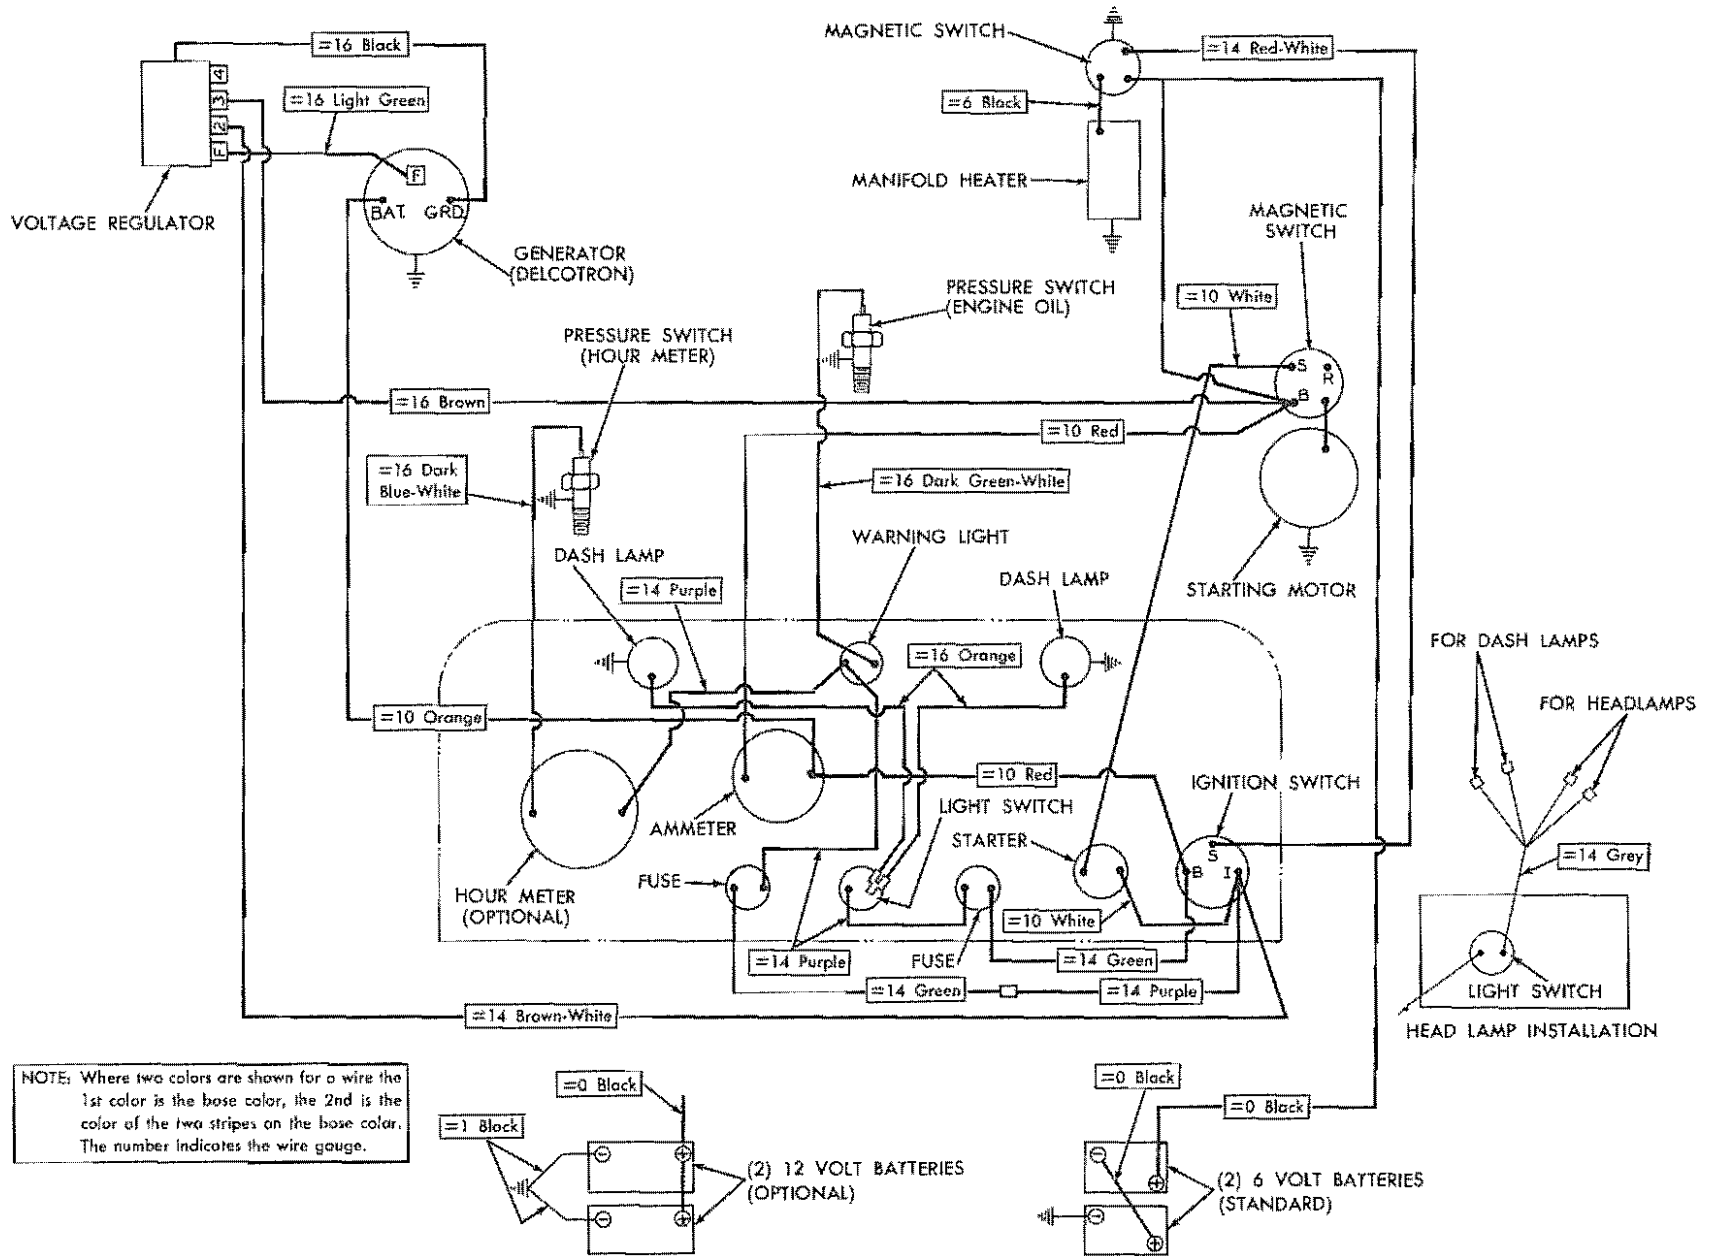 =16 Black
MAGNETIC SWITCH
=14 Red-White
4
3
2
F
=16 Light Green
=6 Black
F
BAT. GRD.
VOLTAGE REGULATOR
MANIFOLD HEATER
MAGNETIC
SWITCH
GENERATOR
(DELCOTRON)
PRESSURE SWITCH
(ENGINE OIL)
=10 White
PRESSURE SWITCH
(HOUR METER)
S
R
B
=16 Brown
=10 Red
=16 Dark
Blue-White
=16 Dark Green-White
WARNING LIGHT
DASH LAMP
DASH LAMP
=14 Purple
STARTING MOTOR
FOR DASH LAMPS
=16 Orange
FOR HEADLAMPS
=10 Orange
=10 Red
IGNITION SWITCH
LIGHT SWITCH
AMMETER
STARTER
S
B I
=14 Grey
FUSE
HOUR METER
(OPTIONAL)
=10 White
=14 Purple
FUSE
=14 Green
=14 Green
=14 Purple
LIGHT SWITCH
=14 Brown-White
HEAD LAMP INSTALLATION
NOTE: Where two colors are shown for a wire the
1st color is the base color, the 2nd is the
color of the two stripes on the base color.
The number indicates the wire gauge.
=0 Black
=1 Black
(2) 12 VOLT BATTERIES
(OPTIONAL)
=0 Black
=0 Black
(2) 6 VOLT BATTERIES
(STANDARD)